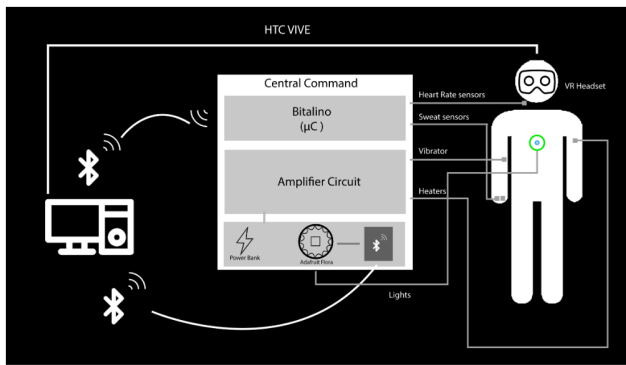 HTC VIVE
Central Command
Bitalino
(µC )
Heart Rate sensors
VR Headset
Sweat sensors
Vibrator
Amplifier Circuit
Heaters
Power Bank
Adafruit Flora
Lights